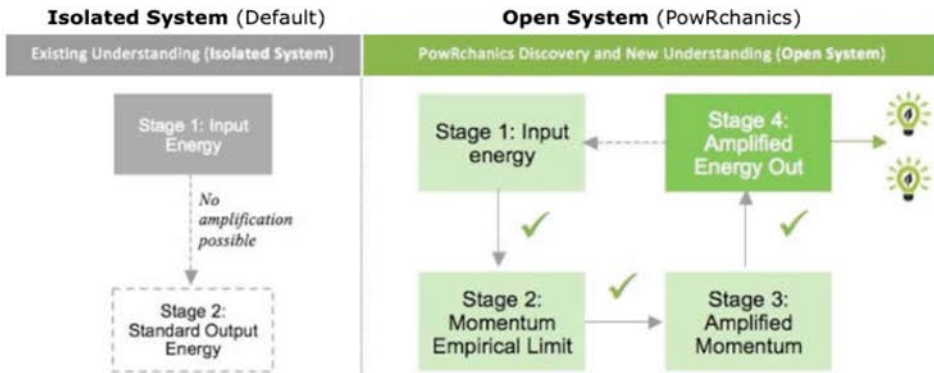 Isolated System (Default)
Open System (PowRchanics)
Existing Understanding (Isolated System)
PowRchanics Discovery and New Understanding (Open System)
Stage 1: Input
Energy
No
amplification
possible
Stage 2:
Standard Output
Energy
Stage 1: Input
energy
Stage 4:
Amplified
Energy Out
Stage 2:
Momentum
Empirical Limit
Stage 3:
Amplified
Momentum